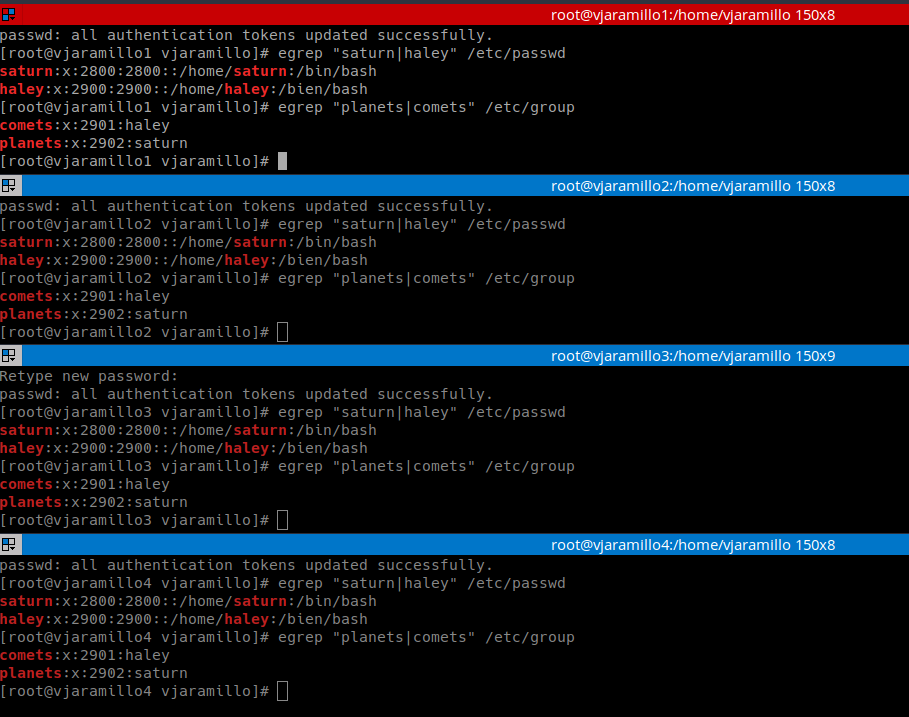 root@vjaramillo1:/home/vjaramillo 150x8
passwd: all authentication tokens updated successfully.
[root@vjaramillo1 vjaramillo]# egrep "saturn|haley" /etc/passwd
saturn:x:2800:2800::/home/saturn:/bin/bash
haley:x:2900:2900::/home/haley:/bien/bash
[root@vjaramillo1 vjaramillo]# egrep "planets|comets" /etc/group
comets:x:2901:haley
planets:x:2902:saturn
[root@vjaramillo1 vjaramillo]#
root@vjaramillo2:/home/vjaramillo 150x8
passwd: all authentication tokens updated successfully.
[root@vjaramillo2 vjaramillo]# egrep "saturn|haley" /etc/passwd
saturn:x:2800:2800::/home/saturn:/bin/bash
haley:x:2900:2900::/home/haley:/bien/bash
[root@vjaramillo2 vjaramillo]# egrep "planets|comets" /etc/group
comets:x:2901:haley
planets:x:2902:saturn
[root@vjaramillo2 vjaramillo]#
root@vjaramillo3:/home/vjaramillo 150x9
Retype new password:
passwd: all authentication tokens updated successfully.
[root@vjaramillo3 vjaramillo]# egrep "saturn|haley" /etc/passwd
saturn:x:2800:2800::/home/saturn:/bin/bash
haley:x:2900:2900::/home/haley:/bien/bash
[root@vjaramillo3 vjaramillo]# egrep "planets|comets" /etc/group
comets:x:2901:haley
planets:x:2902:saturn
[root@vjaramillo3 vjaramillo]#
root@vjaramillo4:/home/vjaramillo 150x8
passwd: all authentication tokens updated successfully.
[root@vjaramillo4 vjaramillo]# egrep "saturn|haley" /etc/passwd
saturn:x:2800:2800::/home/saturn:/bin/bash
haley:x:2900:2900::/home/haley:/bien/bash
[root@vjaramillo4 vjaramillo]# egrep "planets|comets" /etc/group
comets:x:2901:haley
planets:x:2902:saturn
[root@vjaramillo4 vjaramillo]#